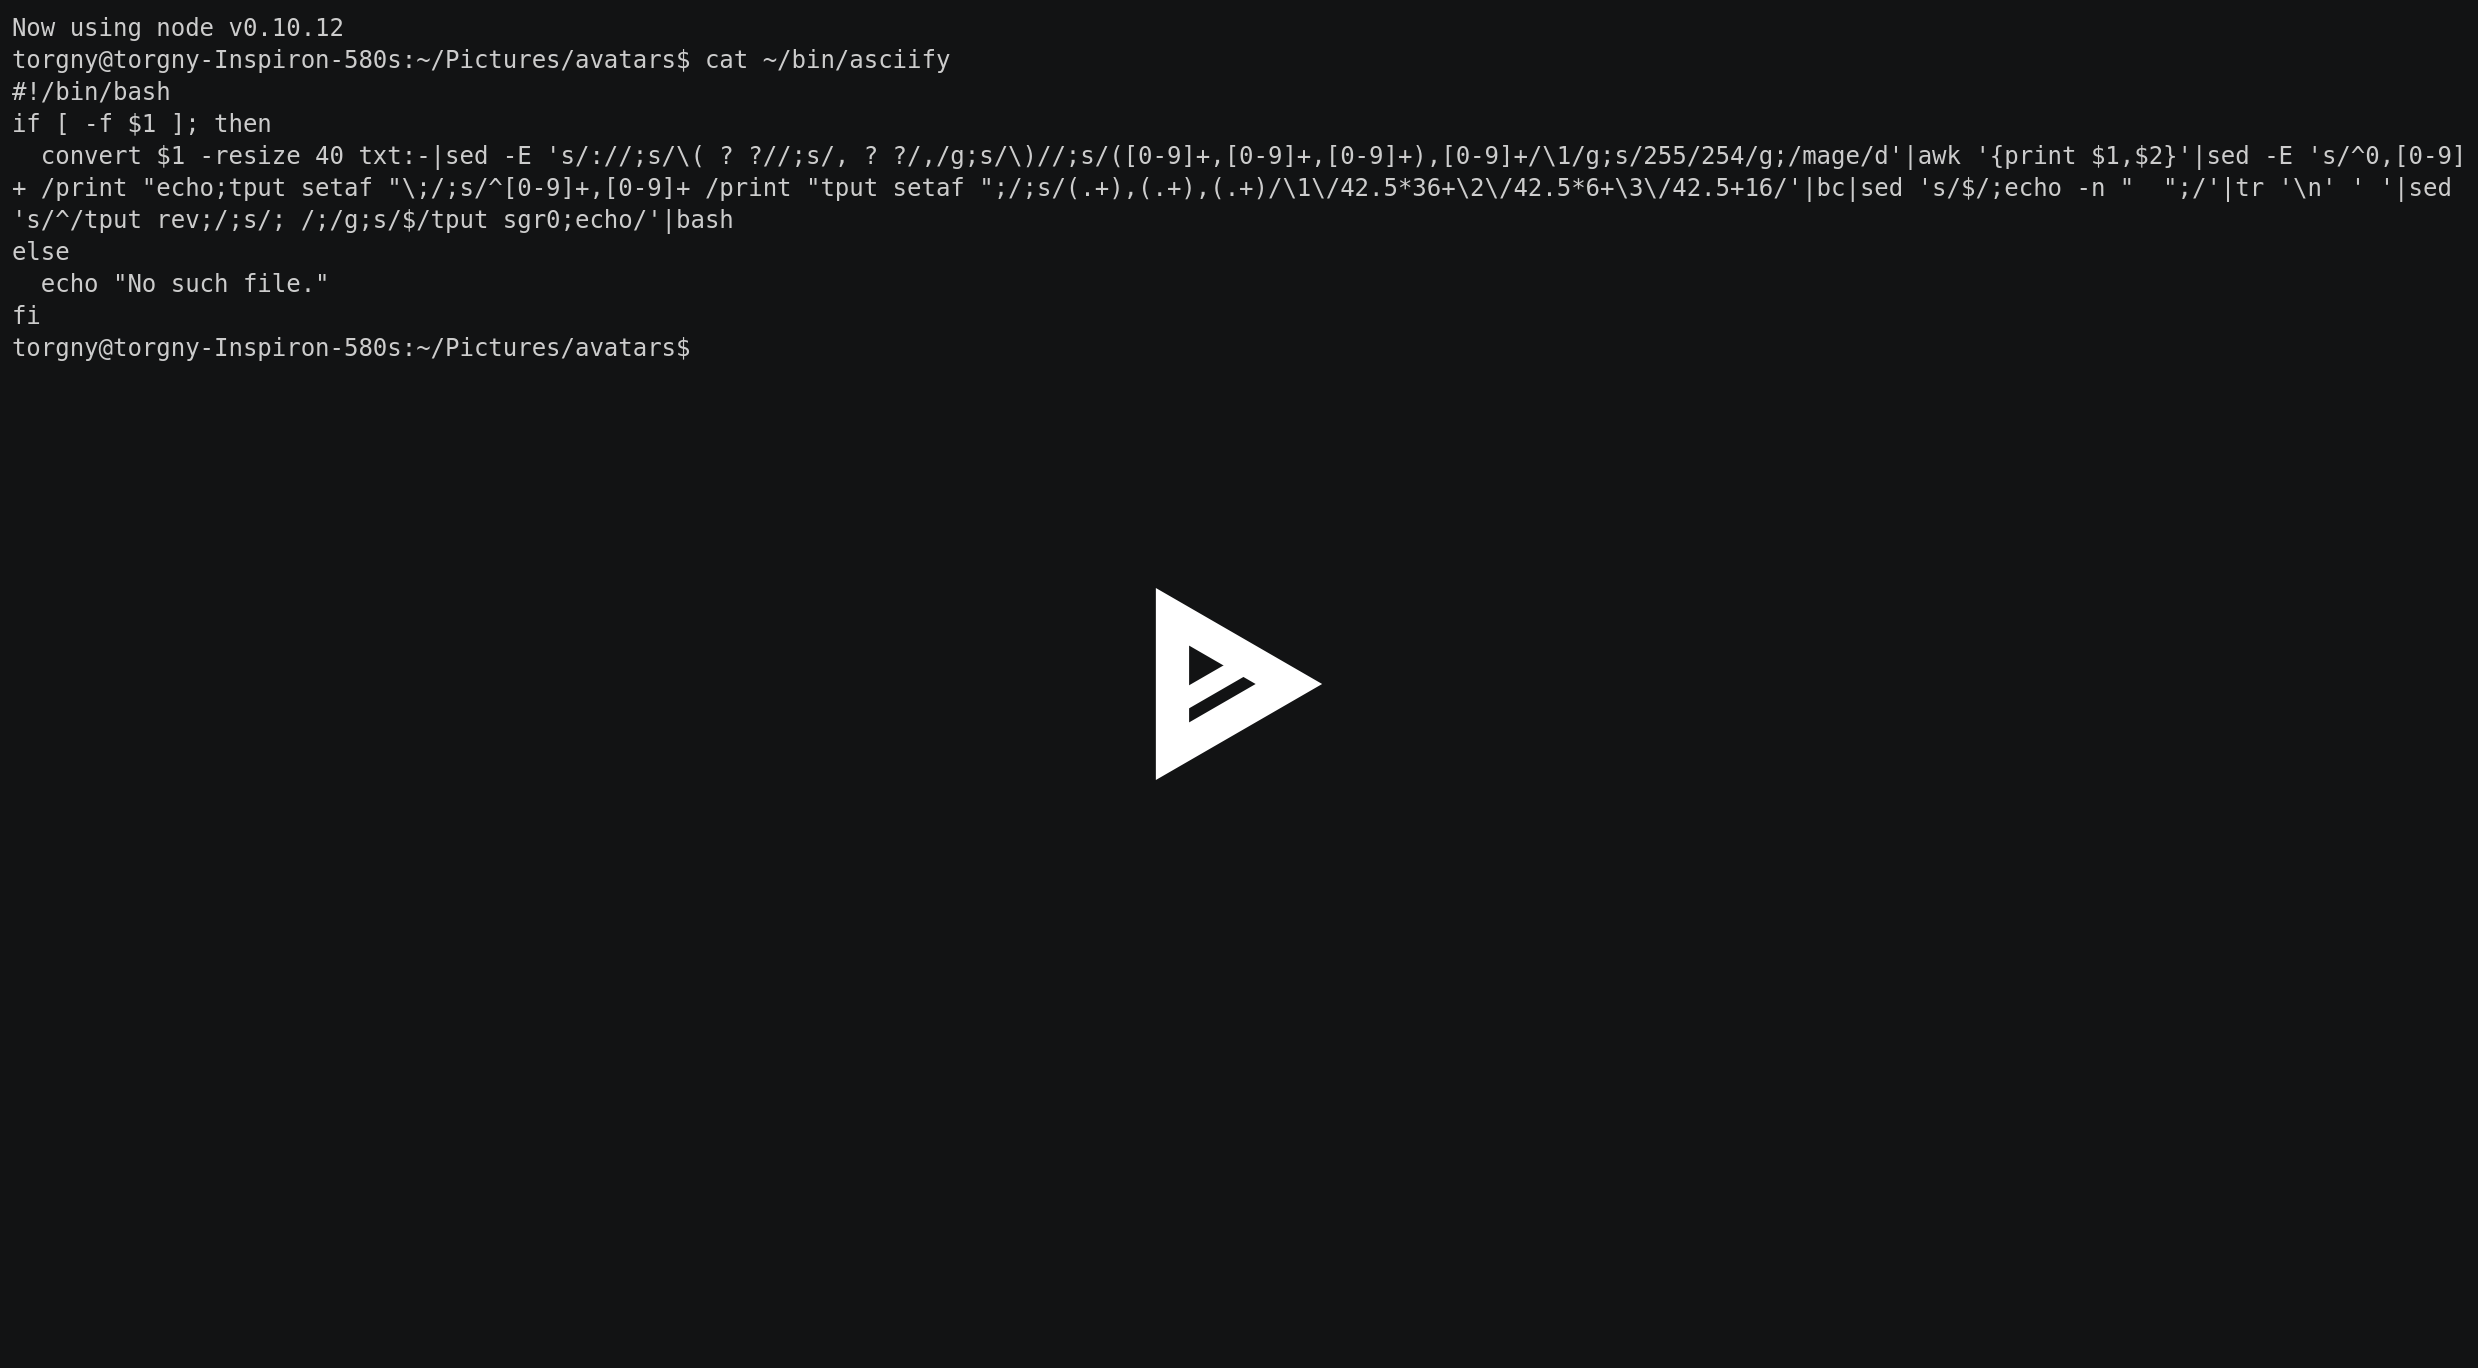 Now using node v0.10.12
torgny@torgny-Inspiron-580s:~/Pictures/avatars$ cat ~/bin/asciify
#!/bin/bash
if [ -f $1 ]; then
  convert $1 -resize 40 txt:-|sed -E 's/://;s/\( ? ?//;s/, ? ?/,/g;s/\)//;s/([0-9]+,[0-9]+,[0-9]+),[0-9]+/\1/g;s/255/254/g;/mage/d'|awk '{print $1,$2}'|sed -E 's/^0,[0-9]
+ /print "echo;tput setaf "\;/;s/^[0-9]+,[0-9]+ /print "tput setaf ";/;s/(.+),(.+),(.+)/\1\/42.5*36+\2\/42.5*6+\3\/42.5+16/'|bc|sed 's/$/;echo -n "  ";/'|tr '\n' ' '|sed
's/^/tput rev;/;s/; /;/g;s/$/tput sgr0;echo/'|bash
else
  echo "No such file."
fi
torgny@torgny-Inspiron-580s:~/Pictures/avatars$